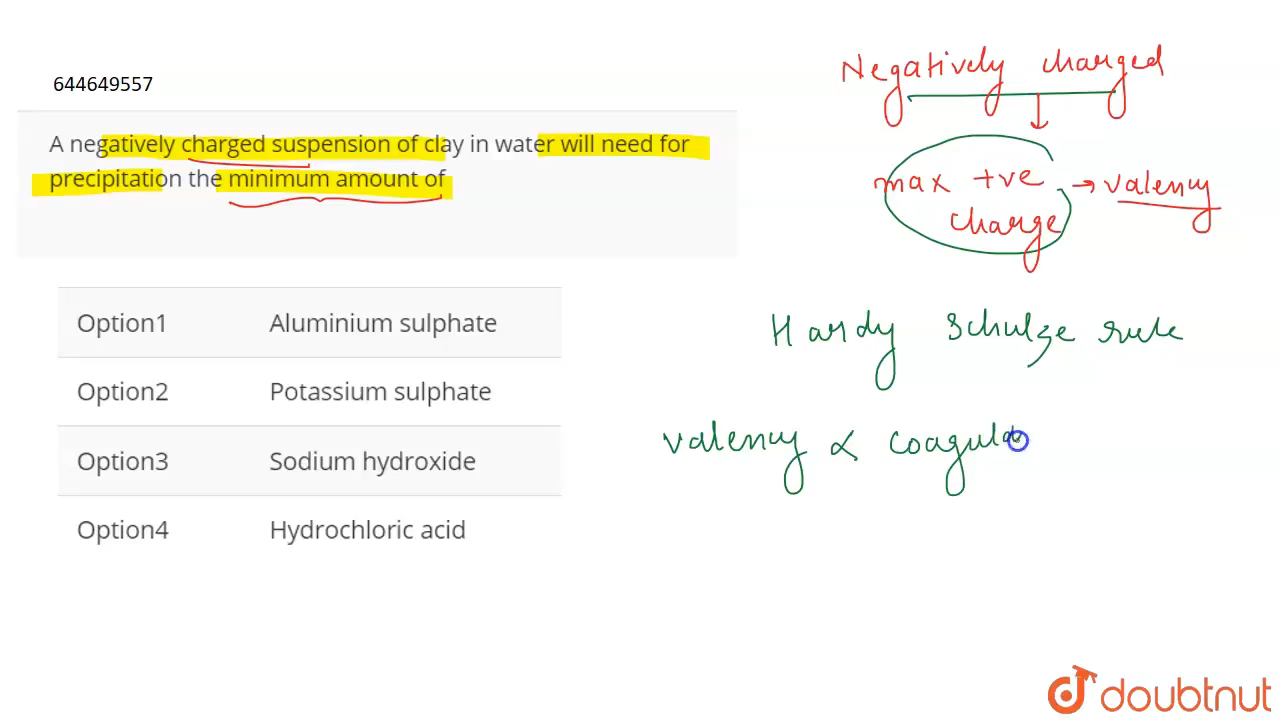 644649557
A negatively charged suspension of clay in water will need for
precipitation the minimum amount of
Option1 Aluminium sulphate
Option2 Potassium sulphate
Option3 Sodium hydroxide
Option4 Hydrochloric acid
Negatively charged
max +ve → valency
charge
Hardy Schulze rule
valency ∝ coagula
doubtnut